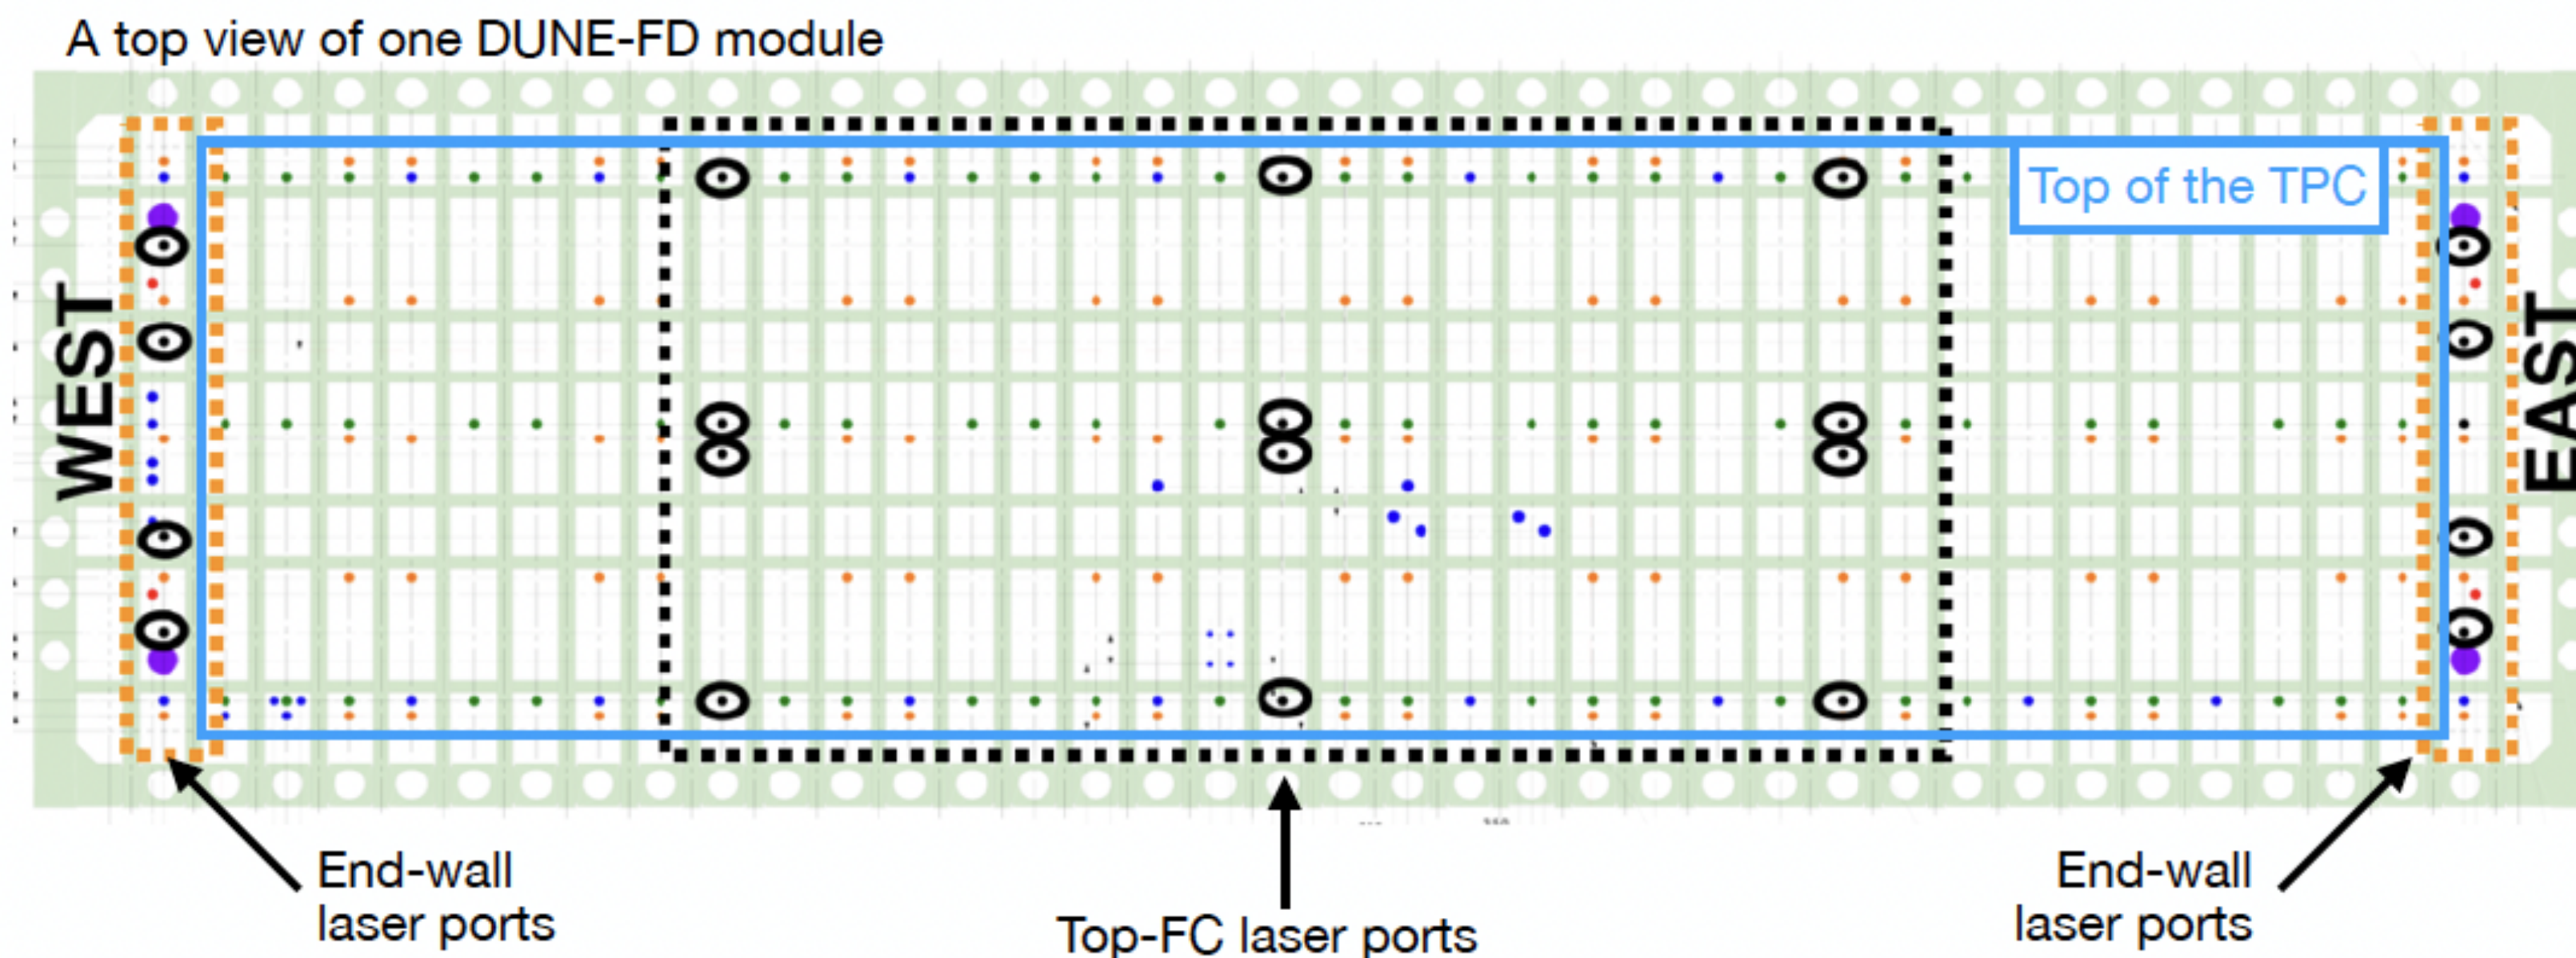 A top view of one DUNE-FD module
Top of the TPC
WEST
EAST
End-wall
laser ports
Top-FC laser ports
End-wall
laser ports